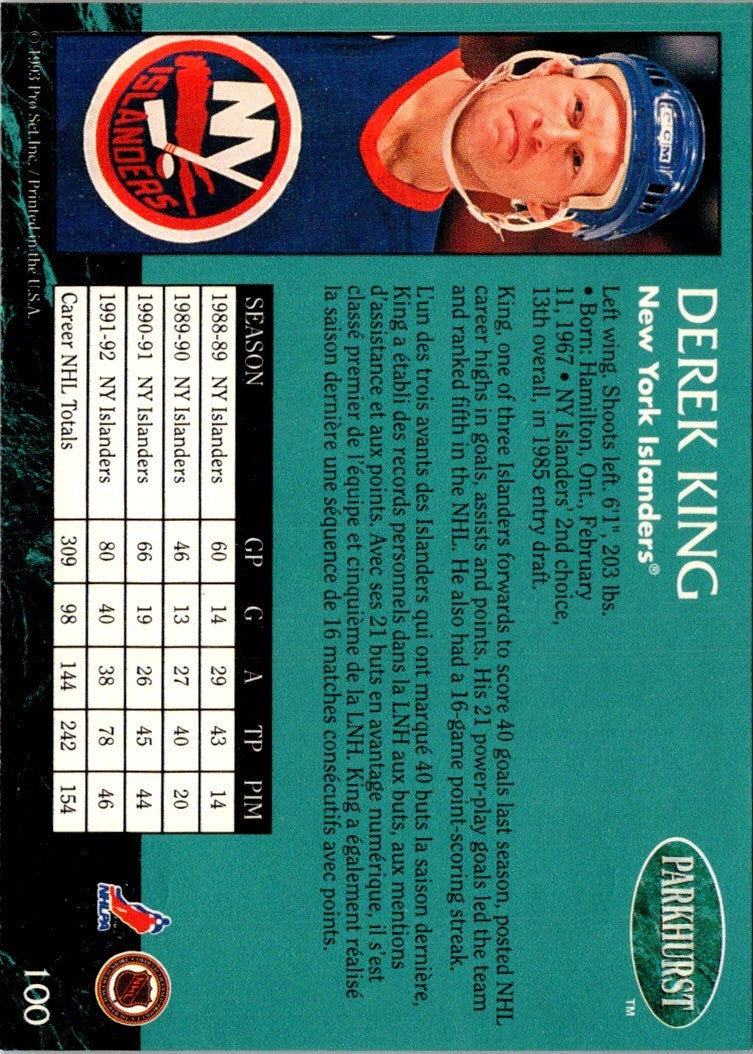 DEREK KING
New York Islanders®
Left wing. Shoots left. 6'1", 203 lbs.
• Born: Hamilton, Ont., February
11, 1967 • NY Islanders' 2nd choice,
13th overall, in 1985 entry draft.
PARKHURST
TM
CCM
NY
ISLANDERS
King, one of three Islanders forwards to score 40 goals last season, posted NHL
career highs in goals, assists and points. His 21 power-play goals led the team
and ranked fifth in the NHL. He also had a 16-game point-scoring streak.
L'un des trois avants des Islanders qui ont marqué 40 buts la saison dernière,
King a établi des records personnels dans la LNH aux buts, aux mentions
d'assistance et aux points. Avec ses 21 buts en avantage numérique, il s'est
classé premier de l'équipe et cinquième de la LNH. King a également réalisé
la saison dernière une séquence de 16 matches consécutifs avec points.
SEASON GP G A TP PIM
1988-89 NY Islanders 60 14 29 43 14
1989-90 NY Islanders 46 13 27 40 20
1990-91 NY Islanders 66 19 26 45 44
1991-92 NY Islanders 80 40 38 78 46
Career NHL Totals 309 98 144 242 154
NHLPA
NHL
© 1993 Pro Set, Inc. / Printed in the U.S.A.
100